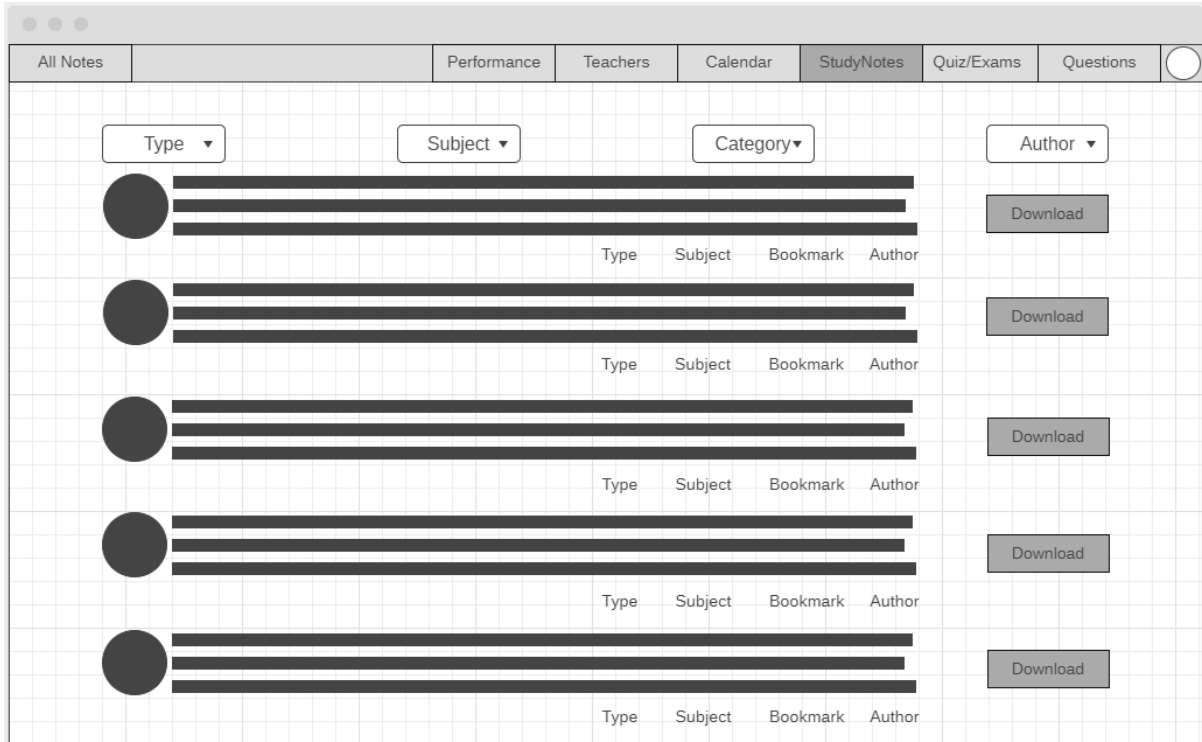 All Notes Performance Teachers Calendar StudyNotes Quiz/Exams Questions
Type Subject Category Author
Download
Type Subject Bookmark Author
Download
Type Subject Bookmark Author
Download
Type Subject Bookmark Author
Download
Type Subject Bookmark Author
Download
Type Subject Bookmark Author